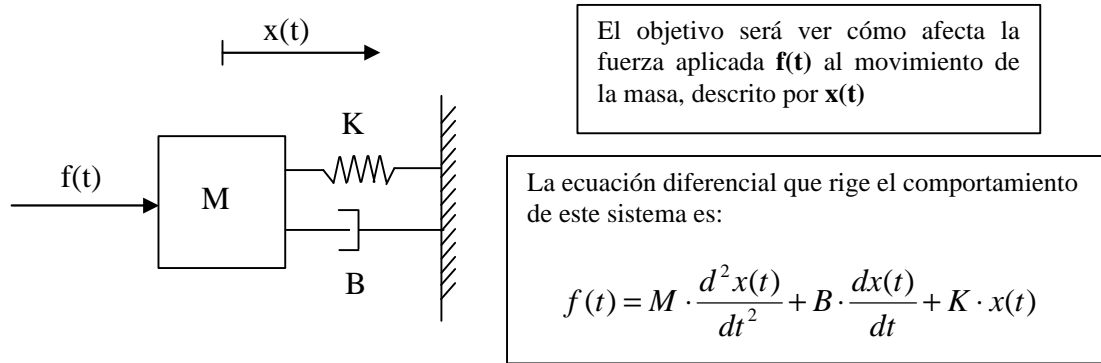 x(t)
K
f(t)
M
B
El objetivo será ver cómo afecta la
fuerza aplicada f(t) al movimiento de
la masa, descrito por x(t)
La ecuación diferencial que rige el comportamiento
de este sistema es:
f(t) = M · d²x(t)/dt² + B · dx(t)/dt + K · x(t)